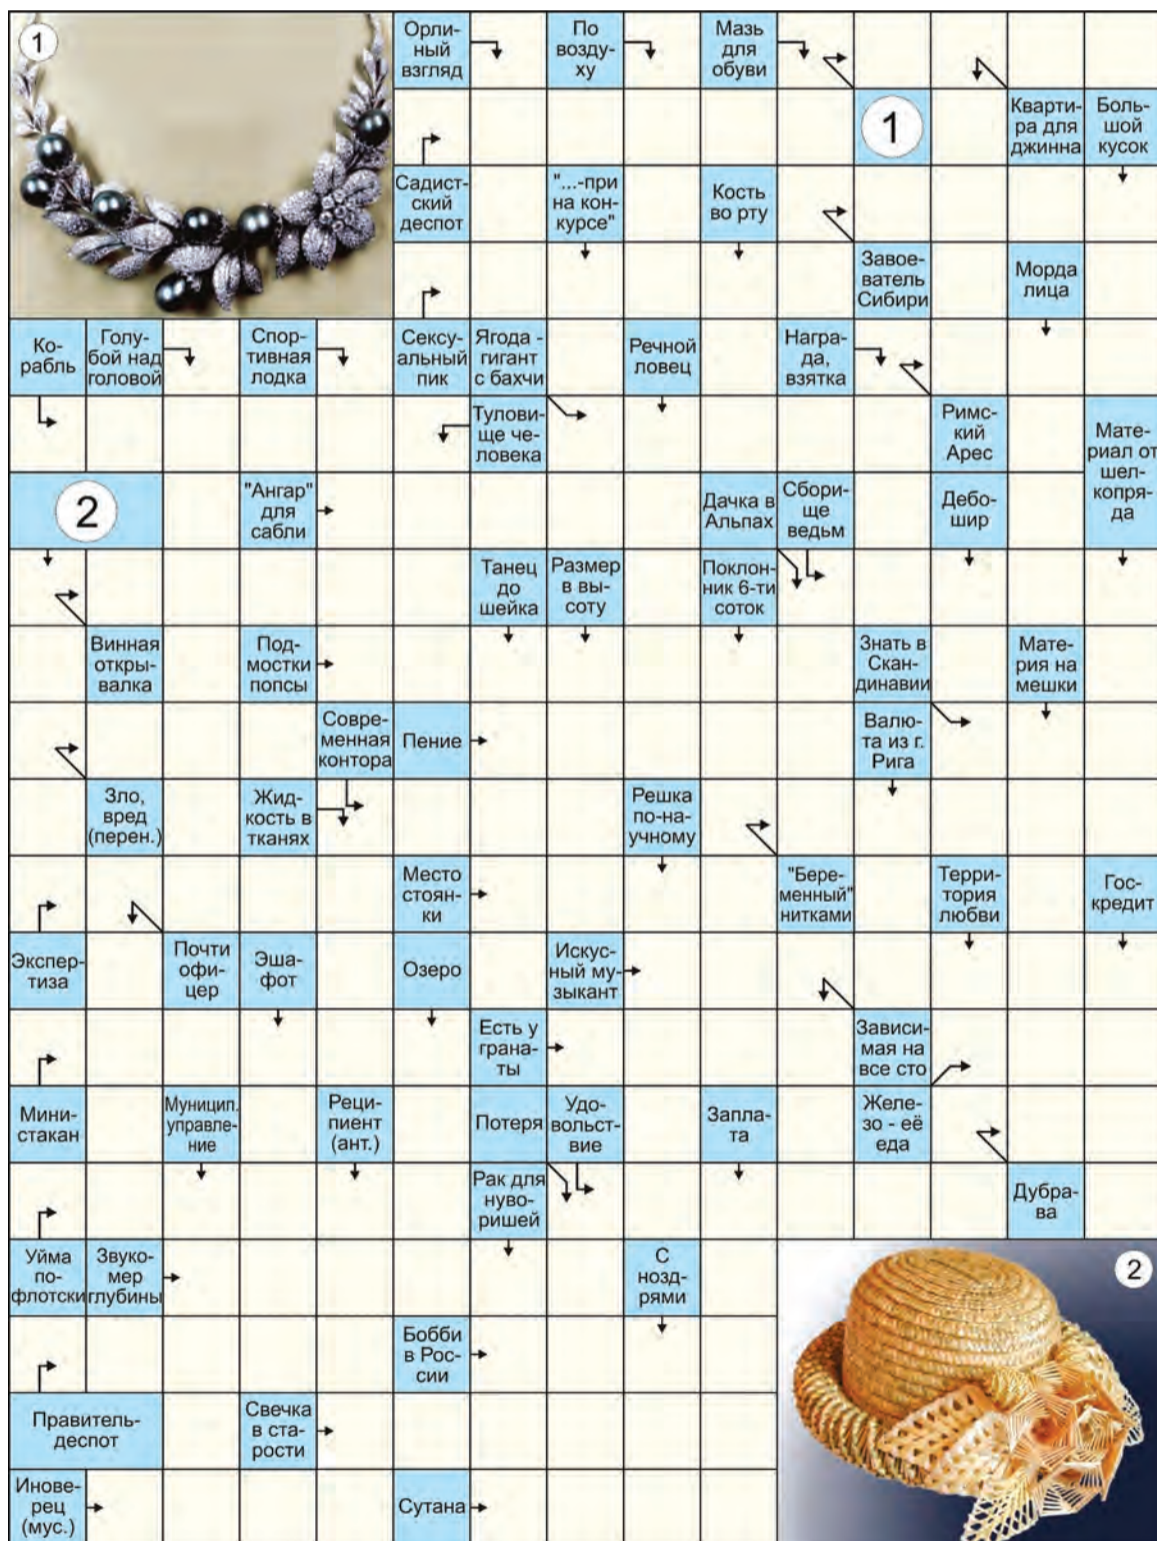 1
Орли-
ный
взгляд
По
возду-
ху
Мазь
для
обуви
1
Кварти-
ра для
джинна
Боль-
шой
кусок
Садист-
ский
деспот
"...-при
на кон-
курсе"
Кость
во рту
Завое-
ватель
Сибири
Морда
лица
Ко-
рабль
Голу-
бой над
головой
Спор-
тивная
лодка
Сексу-
альный
пик
Ягода -
гигант
с бахчи
Речной
ловец
Награ-
да,
взятка
Тулови-
ще че-
ловека
Римс-
кий
Арес
Мате-
риал от
шел-
копря-
да
2
"Ангар"
для
сабли
Дачка в
Альпах
Сбори-
ще
ведьм
Дебо-
шир
Танец
до
шейка
Размер
в вы-
соту
Поклон-
ник 6-ти
соток
Винная
откры-
валка
Под-
мостки
попсы
Знать в
Скан-
динавии
Мате-
рия на
мешки
Совре-
менная
контора
Пение
Валю-
та из г.
Рига
Зло,
вред
(перен.)
Жид-
кость в
тканях
Решка
по-на-
учному
Место
стоян-
ки
"Бере-
менный"
нитками
Терри-
тория
любви
Гос-
кредит
Экспер-
тиза
Почти
офи-
цер
Эша-
фот
Озеро
Искус-
ный му-
зыкант
Есть у
грана-
ты
Зависи-
мая на
все сто
Мини-
стакан
Муницип.
управле-
ние
Реци-
пиент
(ант.)
Потеря
Удо-
вольст-
вие
Запла-
та
Желе-
зо - её
еда
Рак для
нуво-
ришей
Дубра-
ва
Уйма
по-
флотски
Звуко-
мер
глубины
С
нозд-
рями
2
Бобби
в Рос-
сии
Правитель-
деспот
Свечка
в ста-
рости
Инове-
рец
(мус.)
Сутана